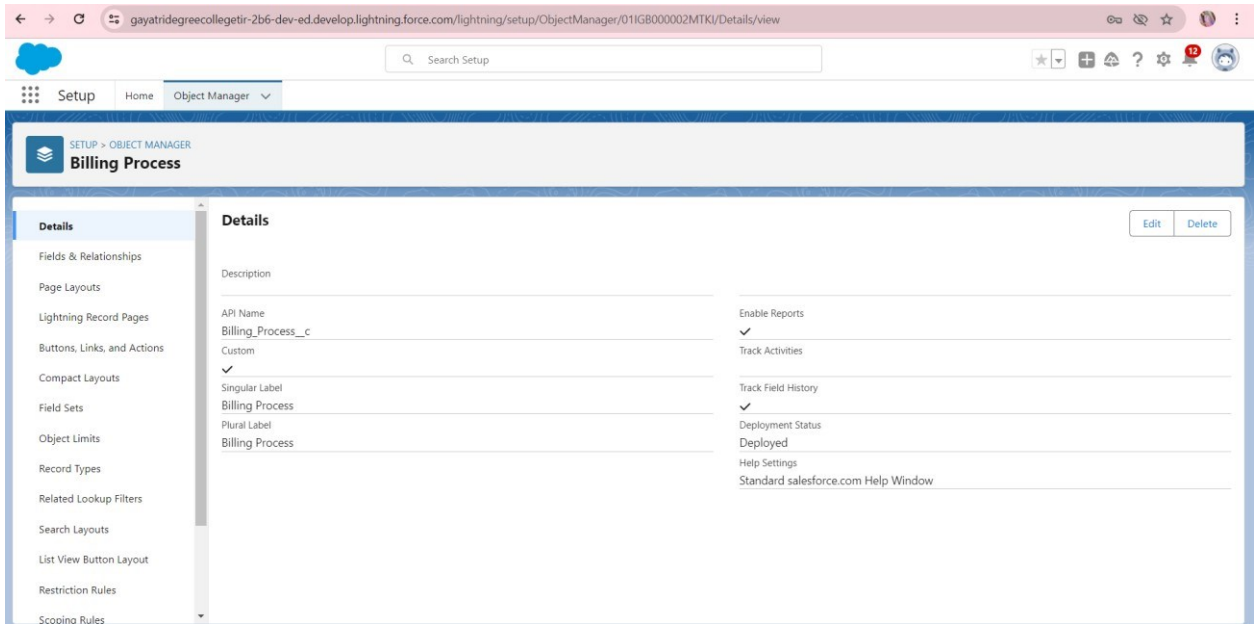 gayatridegreecollegetir-2b6-dev-ed.develop.lightning.force.com/lightning/setup/ObjectManager/01IGB000002MTKI/Details/view
Search Setup
12
Setup Home Object Manager
SETUP > OBJECT MANAGER
Billing Process
Details
Fields & Relationships
Page Layouts
Lightning Record Pages
Buttons, Links, and Actions
Compact Layouts
Field Sets
Object Limits
Record Types
Related Lookup Filters
Search Layouts
List View Button Layout
Restriction Rules
Scoping Rules
Details
Edit Delete
Description
API Name
Billing_Process__c
Custom
Singular Label
Billing Process
Plural Label
Billing Process
Enable Reports
Track Activities
Track Field History
Deployment Status
Deployed
Help Settings
Standard salesforce.com Help Window